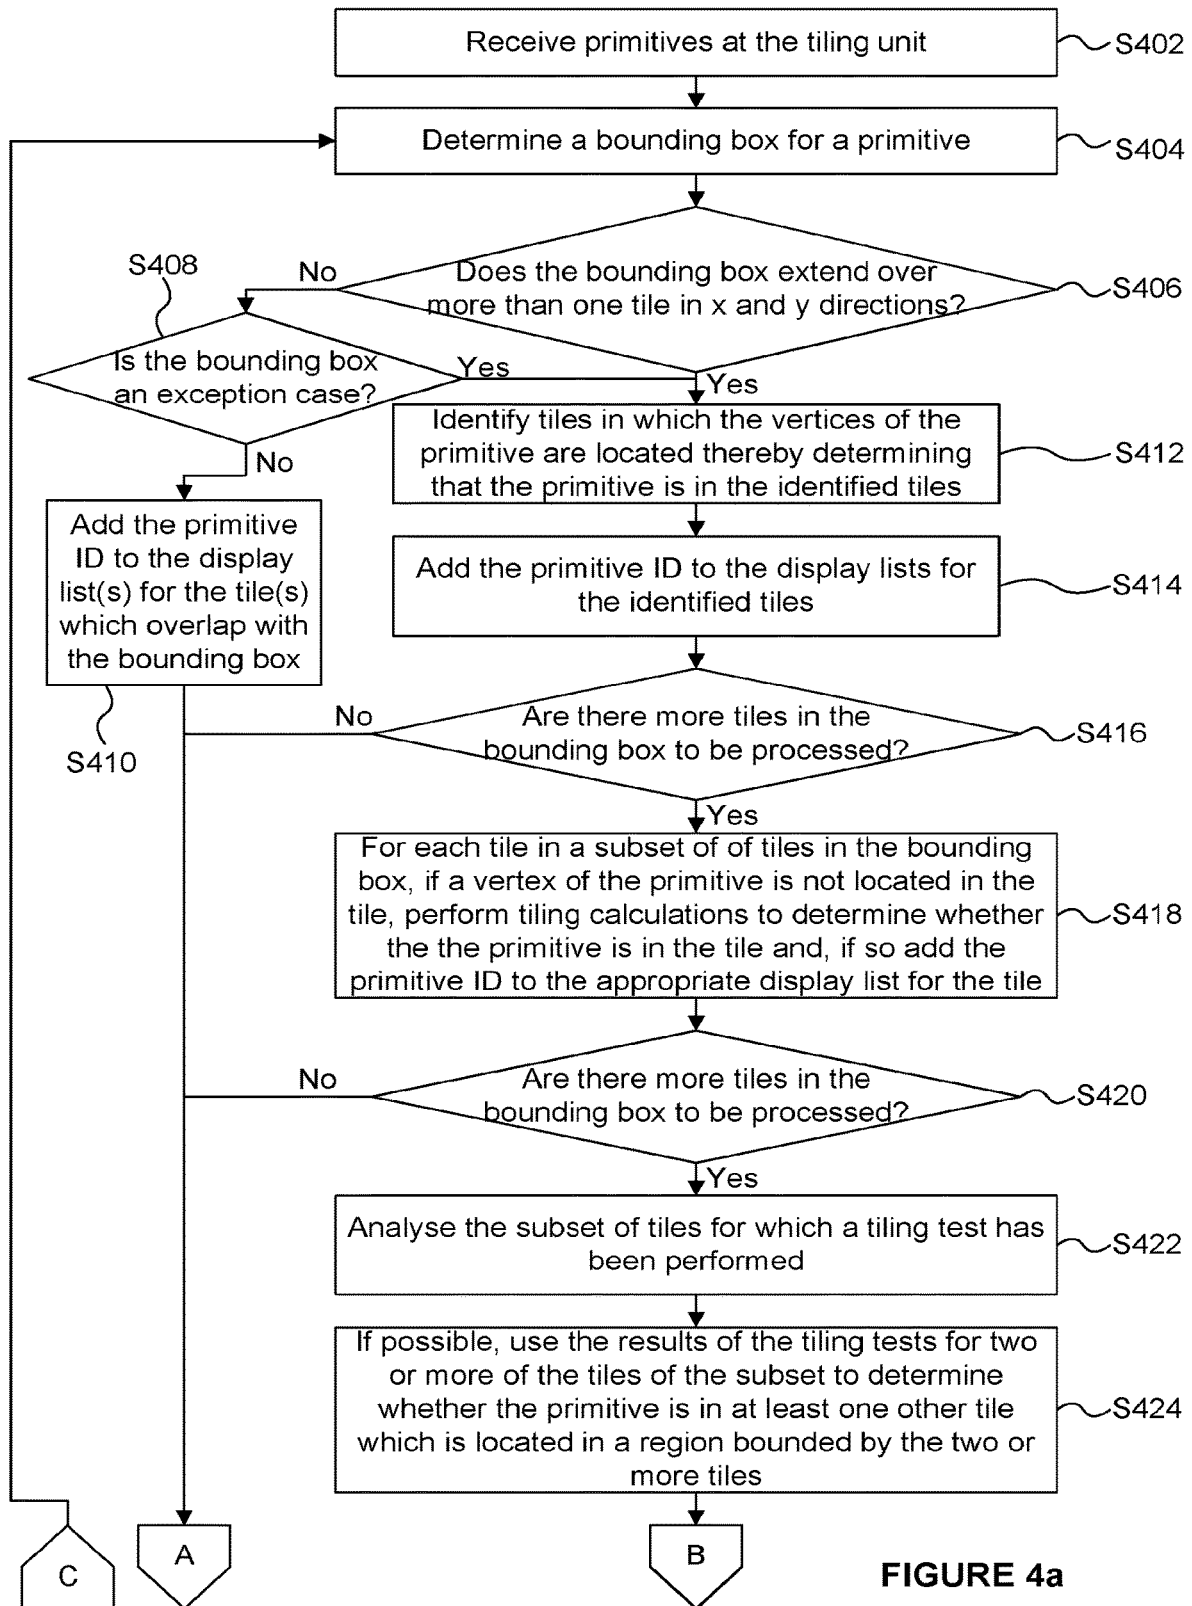 Receive primitives at the tiling unit
S402
Determine a bounding box for a primitive
S404
S408
No
Does the bounding box extend over
more than one tile in x and y directions?
S406
Is the bounding box
an exception case?
Yes
Yes
No
Identify tiles in which the vertices of the
primitive are located thereby determining
that the primitive is in the identified tiles
S412
Add the primitive
ID to the display
list(s) for the tile(s)
which overlap with
the bounding box
S410
Add the primitive ID to the display lists for
the identified tiles
S414
No
Are there more tiles in the
bounding box to be processed?
S416
Yes
For each tile in a subset of of tiles in the bounding
box, if a vertex of the primitive is not located in the
tile, perform tiling calculations to determine whether
the the primitive is in the tile and, if so add the
primitive ID to the appropriate display list for the tile
S418
No
Are there more tiles in the
bounding box to be processed?
S420
Yes
Analyse the subset of tiles for which a tiling test has
been performed
S422
If possible, use the results of the tiling tests for two
or more of the tiles of the subset to determine
whether the primitive is in at least one other tile
which is located in a region bounded by the two or
more tiles
S424
C
A
B
FIGURE 4a